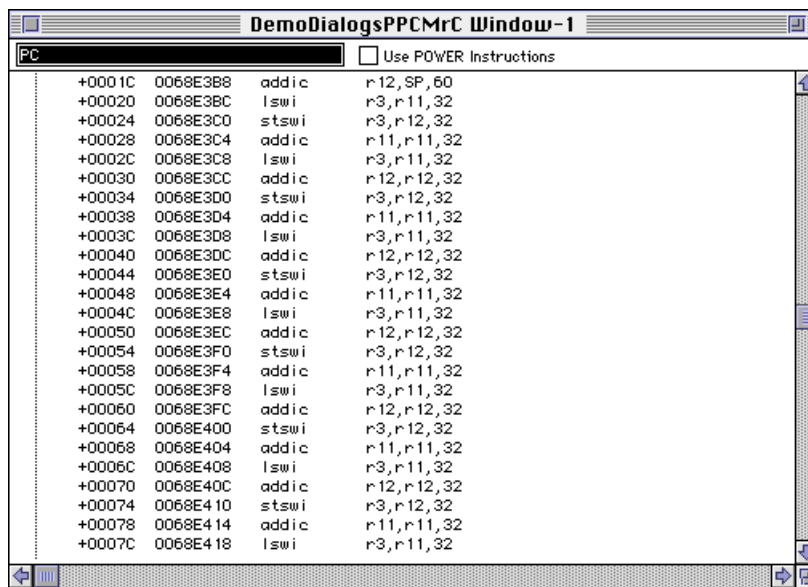 DemoDialogsPPCMrC Window-1
PC Use POWER Instructions
+0001C 0068E3B8 addic r12,SP,60
+00020 0068E3BC lswi r3,r11,32
+00024 0068E3C0 stswi r3,r12,32
+00028 0068E3C4 addic r11,r11,32
+0002C 0068E3C8 lswi r3,r11,32
+00030 0068E3CC addic r12,r12,32
+00034 0068E3D0 stswi r3,r12,32
+00038 0068E3D4 addic r11,r11,32
+0003C 0068E3D8 lswi r3,r11,32
+00040 0068E3DC addic r12,r12,32
+00044 0068E3E0 stswi r3,r12,32
+00048 0068E3E4 addic r11,r11,32
+0004C 0068E3E8 lswi r3,r11,32
+00050 0068E3EC addic r12,r12,32
+00054 0068E3F0 stswi r3,r12,32
+00058 0068E3F4 addic r11,r11,32
+0005C 0068E3F8 lswi r3,r11,32
+00060 0068E3FC addic r12,r12,32
+00064 0068E400 stswi r3,r12,32
+00068 0068E404 addic r11,r11,32
+0006C 0068E408 lswi r3,r11,32
+00070 0068E40C addic r12,r12,32
+00074 0068E410 stswi r3,r12,32
+00078 0068E414 addic r11,r11,32
+0007C 0068E418 lswi r3,r11,32